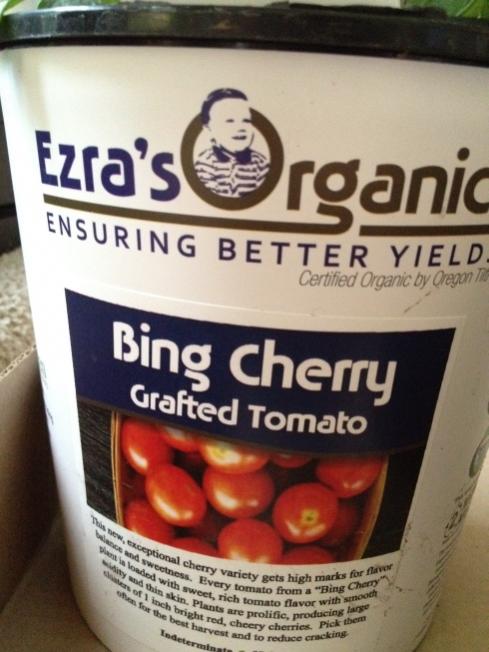 Ezra's Organic
ENSURING BETTER YIELD
Certified Organic by Oregon
Bing Cherry
Grafted Tomato
This new, exceptional cherry variety gets high marks for flavor
balance and sweetness. Every tomato from a "Bing Cherry"
plant is loaded with sweet, rich tomato flavor with smooth
acidity and thin skin. Plants are prolific, producing large
clusters of 1 inch bright red, cheery cherries. Pick them
often for the best harvest and to reduce cracking.
Indeterminate